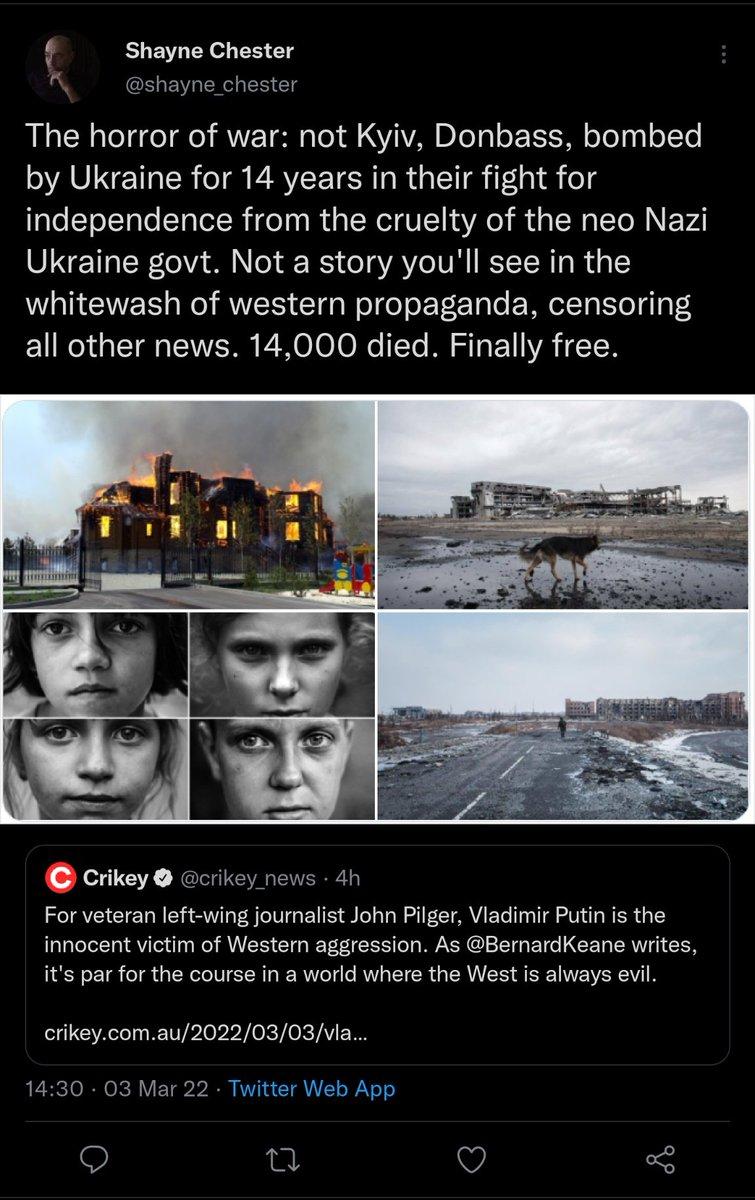 Shayne Chester
@shayne_chester
The horror of war: not Kyiv, Donbass, bombed
by Ukraine for 14 years in their fight for
independence from the cruelty of the neo Nazi
Ukraine govt. Not a story you'll see in the
whitewash of western propaganda, censoring
all other news. 14,000 died. Finally free.
C Crikey @crikey_news · 4h
For veteran left-wing journalist John Pilger, Vladimir Putin is the
innocent victim of Western aggression. As @BernardKeane writes,
it's par for the course in a world where the West is always evil.
crikey.com.au/2022/03/03/vla...
14:30 · 03 Mar 22 · Twitter Web App